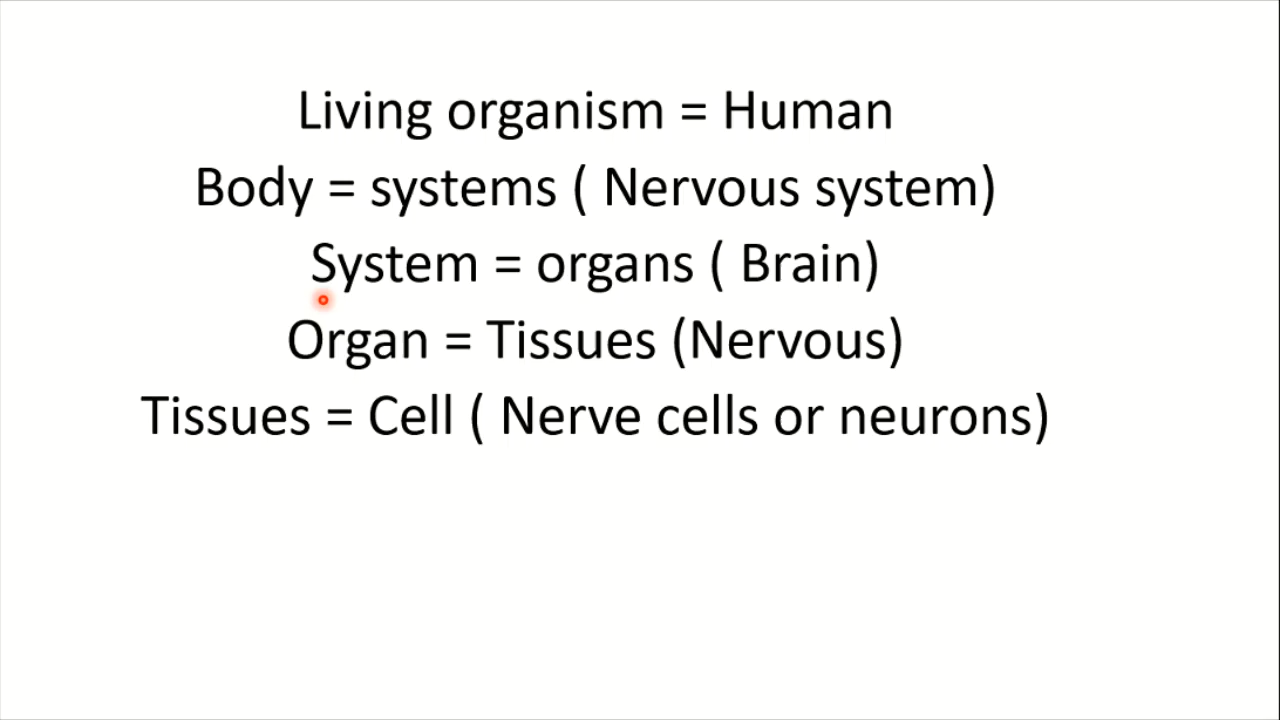 Living organism = Human
Body = systems ( Nervous system)
System = organs ( Brain)
Organ = Tissues (Nervous)
Tissues = Cell ( Nerve cells or neurons)